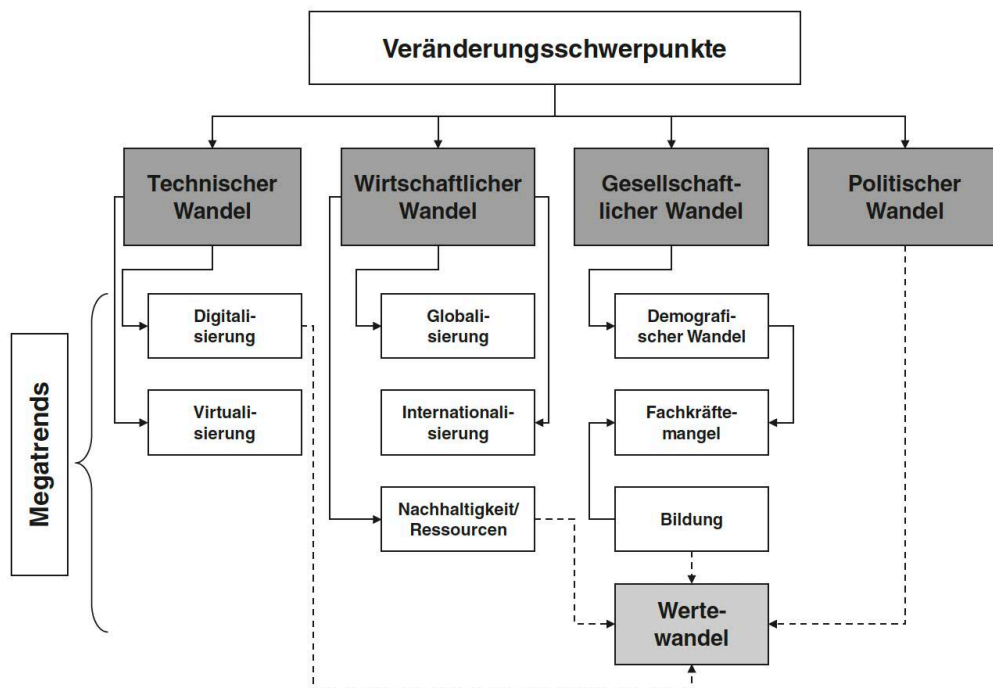 Veränderungsschwerpunkte
Technischer
Wandel
Wirtschaftlicher
Wandel
Gesellschaft-
licher Wandel
Politischer
Wandel
Megatrends
Digitali-
sierung
Globali-
sierung
Demografi-
scher Wandel
Virtuali-
sierung
Internationali-
sierung
Fachkräfte-
mangel
Nachhaltigkeit/
Ressourcen
Bildung
Werte-
wandel